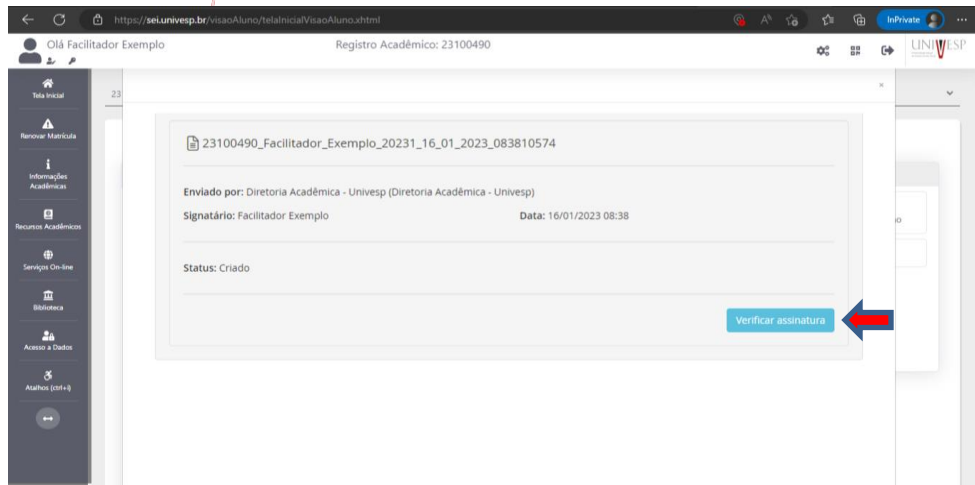 https://sei.univesp.br/visaoAluno/telaInicialVisaoAluno.xhtml
InPrivate
Olá Facilitador Exemplo
Registro Acadêmico: 23100490
UNIVESP
Tela Inicial
23
Renovar Matrícula
23100490_Facilitador_Exemplo_20231_16_01_2023_083810574
Informações
Acadêmicas
Enviado por: Diretoria Acadêmica - Univesp (Diretoria Acadêmica - Univesp)
Signatário: Facilitador Exemplo
Data: 16/01/2023 08:38
Recursos Acadêmicos
Serviços On-line
Status: Criado
Biblioteca
Verificar assinatura
Acesso a Dados
Atalhos (ctrl+i)